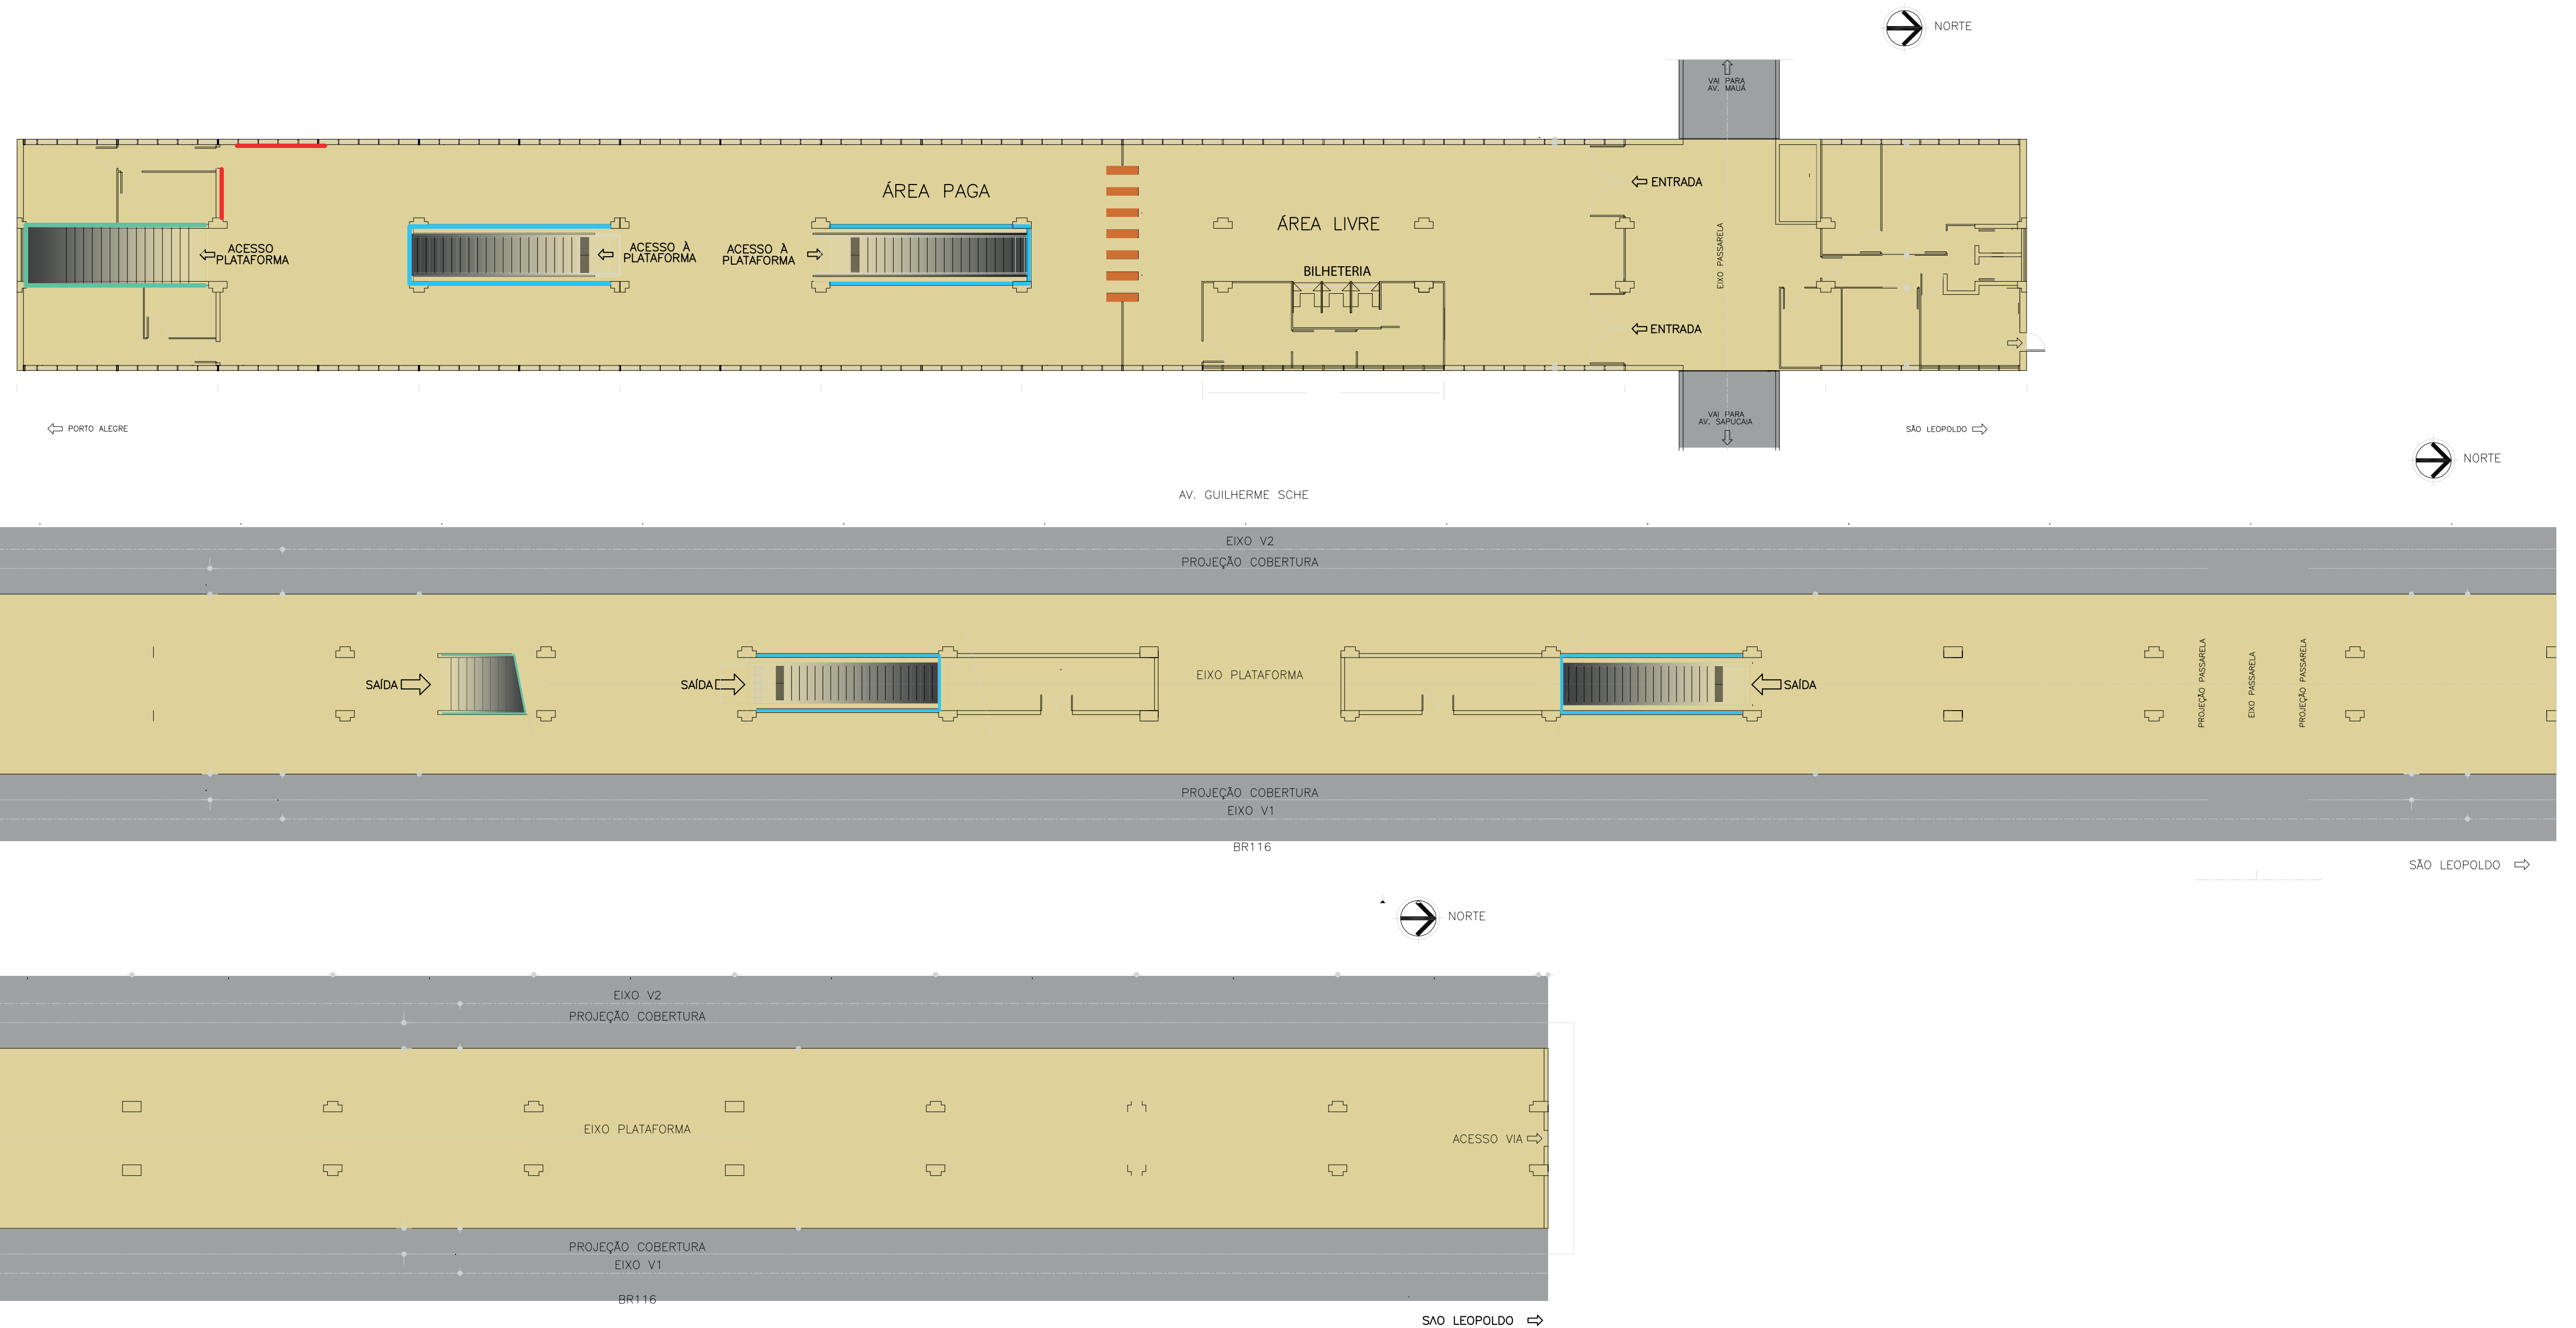 NORTE
VAI PARA
AV. MAUÁ
ÁREA PAGA
ENTRADA
ÁREA LIVRE
ACESSO
PLATAFORMA
ACESSO À
PLATAFORMA
ACESSO À
PLATAFORMA
BILHETERIA
EIXO PASSARELA
ENTRADA
VAI PARA
AV. SAPUCAIA
PORTO ALEGRE
SÃO LEOPOLDO
NORTE
AV. GUILHERME SCHE
EIXO V2
PROJEÇÃO COBERTURA
SAÍDA
SAÍDA
EIXO PLATAFORMA
SAÍDA
PROJEÇÃO PASSARELA
EIXO PASSARELA
PROJEÇÃO PASSARELA
PROJEÇÃO COBERTURA
EIXO V1
BR116
SÃO LEOPOLDO
NORTE
EIXO V2
PROJEÇÃO COBERTURA
EIXO PLATAFORMA
ACESSO VIA
PROJEÇÃO COBERTURA
EIXO V1
BR116
SAO LEOPOLDO